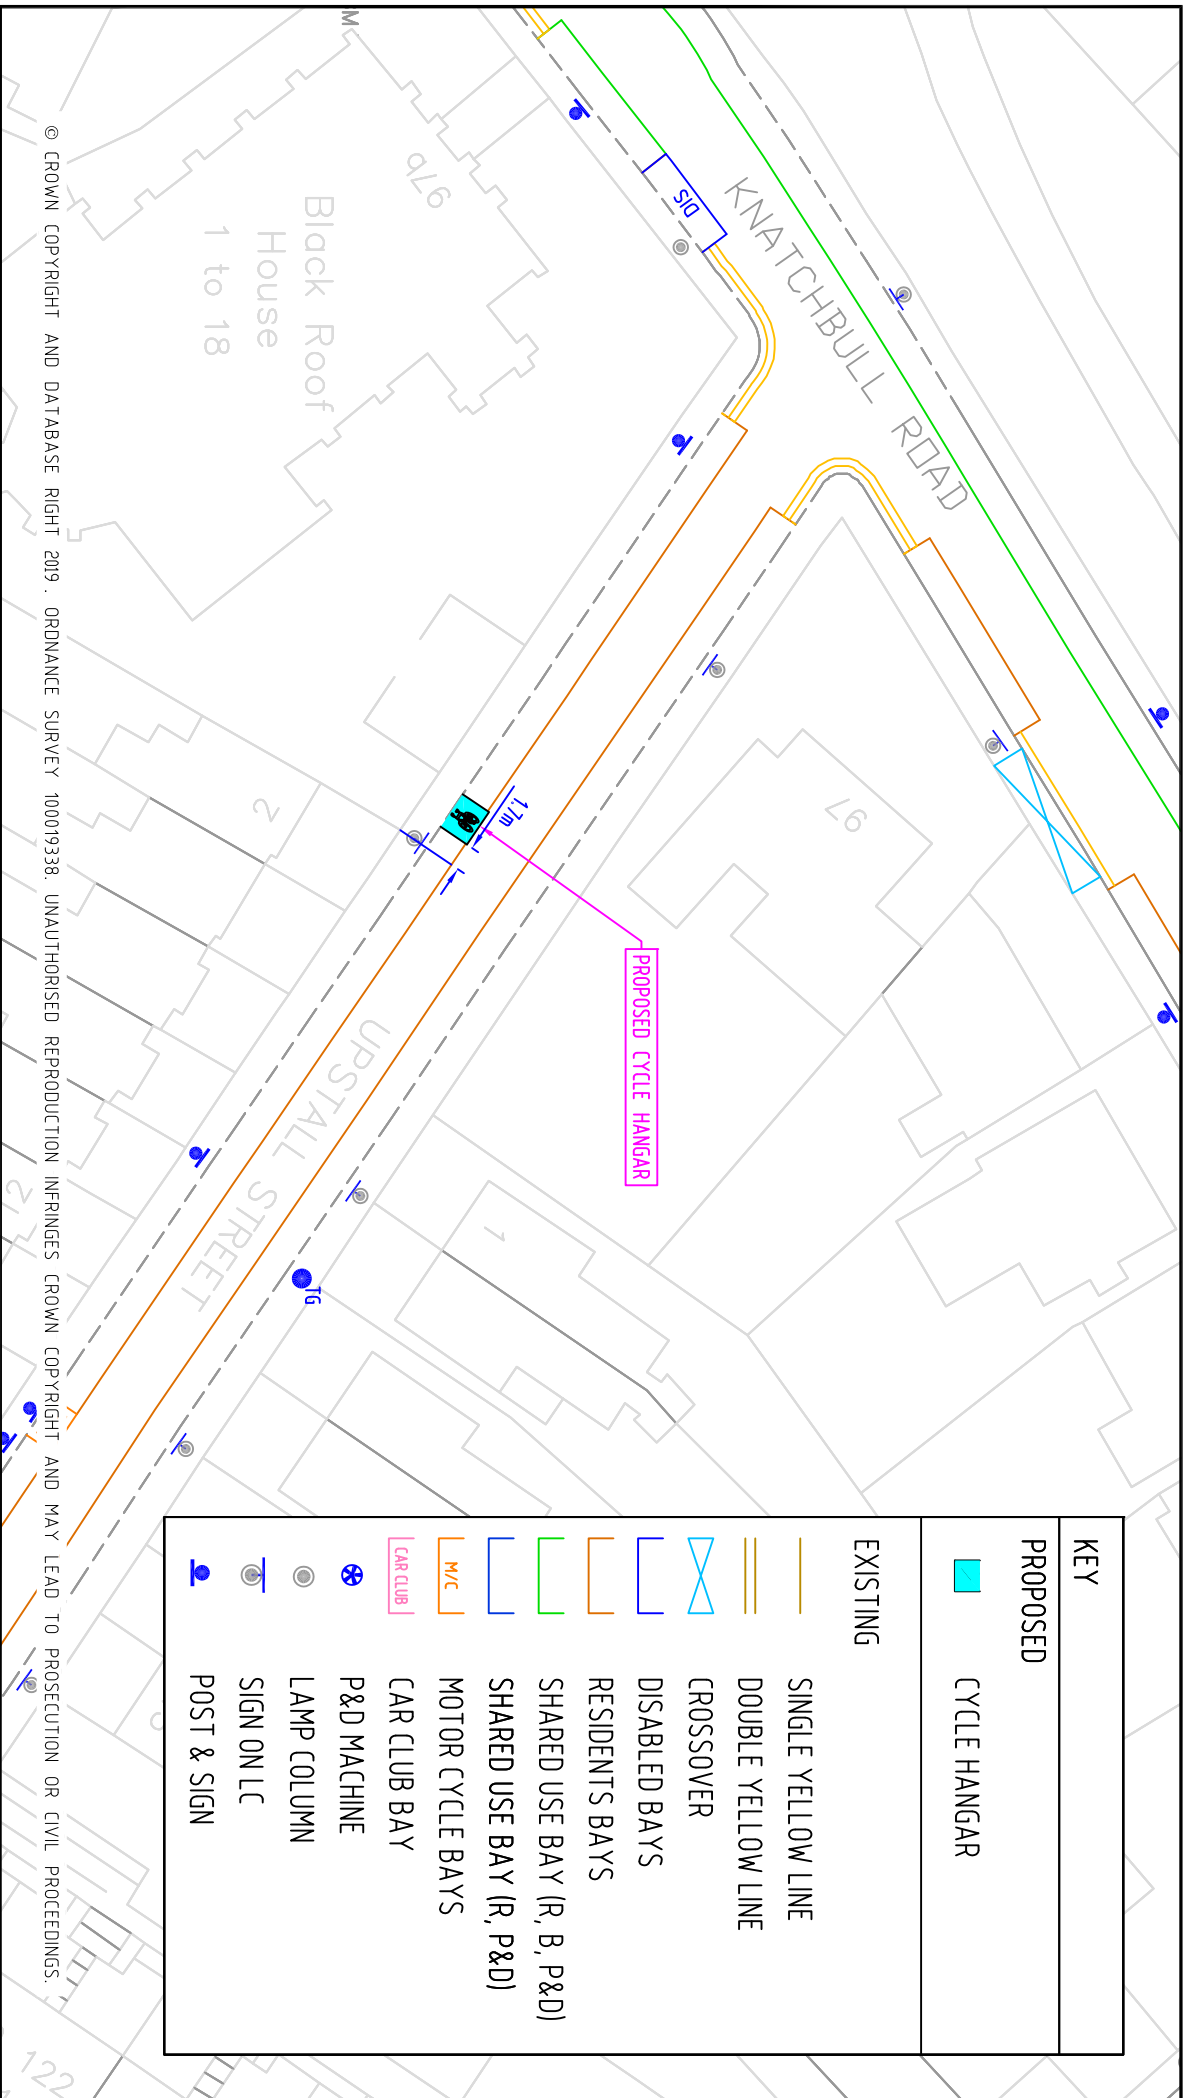 KNATCHBULL ROAD
DIS
97b
Black Roof
House
1 to 18
97
2
1.7m
PROPOSED CYCLE HANGAR
UPSTALL STREET
1
TG
12
122
KEY
PROPOSED
CYCLE HANGAR
EXISTING
SINGLE YELLOW LINE
DOUBLE YELLOW LINE
CROSSOVER
DISABLED BAYS
RESIDENTS BAYS
SHARED USE BAY (R, B, P&D)
SHARED USE BAY (R, P&D)
M/C MOTOR CYCLE BAYS
CAR CLUB CAR CLUB BAY
P&D MACHINE
LAMP COLUMN
SIGN ON LC
POST & SIGN
© CROWN COPYRIGHT AND DATABASE RIGHT 2019 . ORDNANCE SURVEY 100019338. UNAUTHORISED REPRODUCTION INFRINGES CROWN COPYRIGHT AND MAY LEAD TO PROSECUTION OR CIVIL PROCEEDINGS.